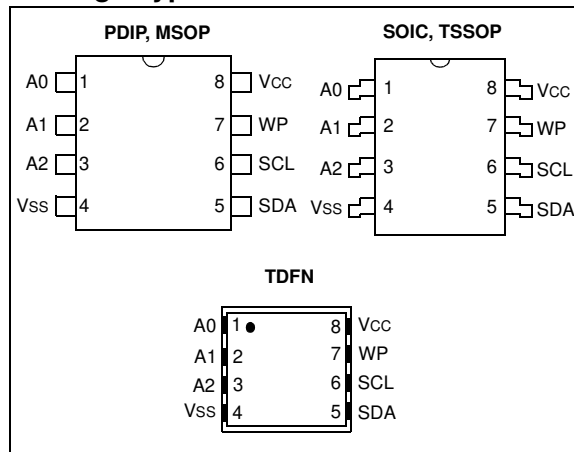 PDIP, MSOP
A0 1 8 VCC
A1 2 7 WP
A2 3 6 SCL
VSS 4 5 SDA
SOIC, TSSOP
A0 1 8 VCC
A1 2 7 WP
A2 3 6 SCL
VSS 4 5 SDA
TDFN
A0 1 8 VCC
A1 2 7 WP
A2 3 6 SCL
VSS 4 5 SDA